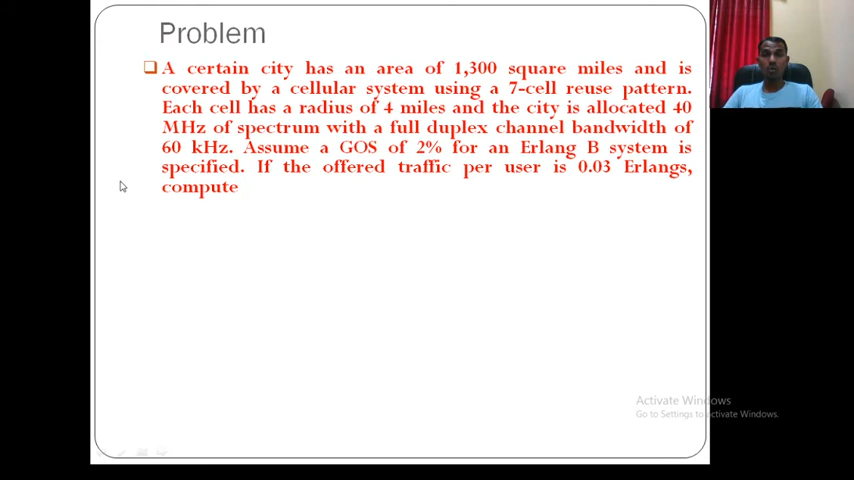 Problem
A certain city has an area of 1,300 square miles and is
covered by a cellular system using a 7-cell reuse pattern.
Each cell has a radius of 4 miles and the city is allocated 40
MHz of spectrum with a full duplex channel bandwidth of
60 kHz. Assume a GOS of 2% for an Erlang B system is
specified. If the offered traffic per user is 0.03 Erlangs,
compute
Activate Windows
Go to Settings to Activate Windows.